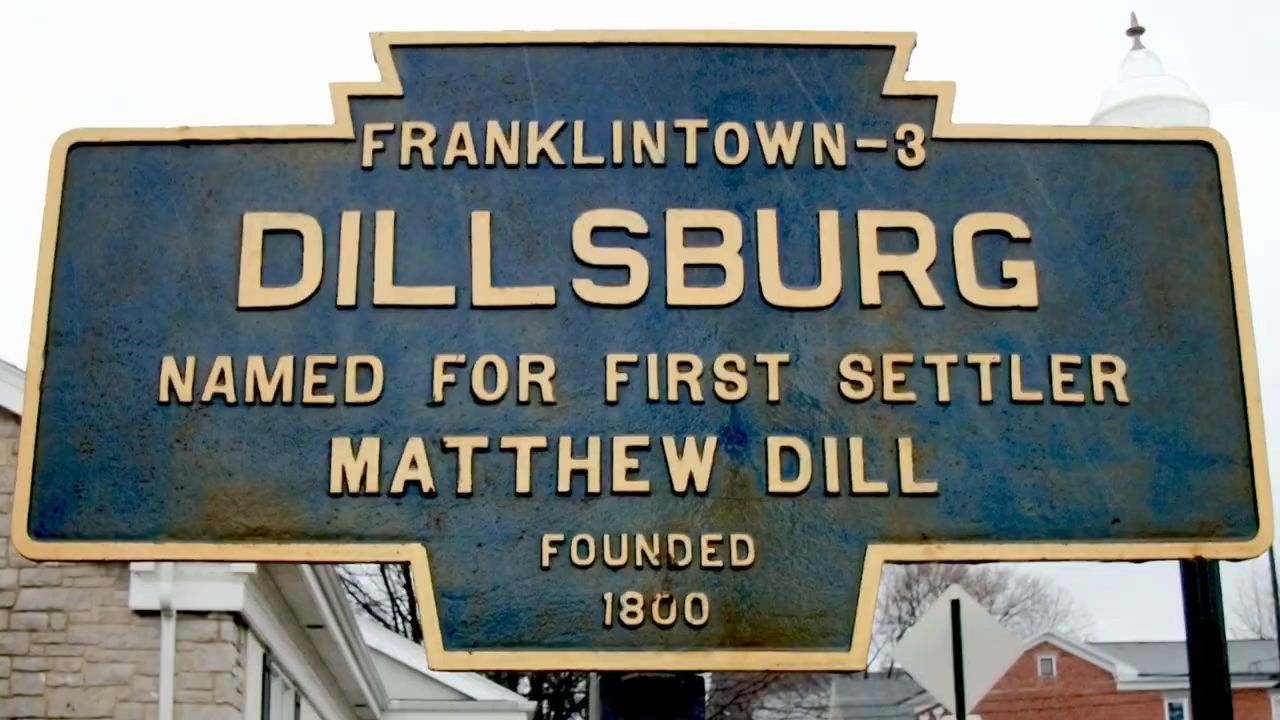 FRANKLINTOWN-3
DILLSBURG
NAMED FOR FIRST SETTLER
MATTHEW DILL
FOUNDED
1800